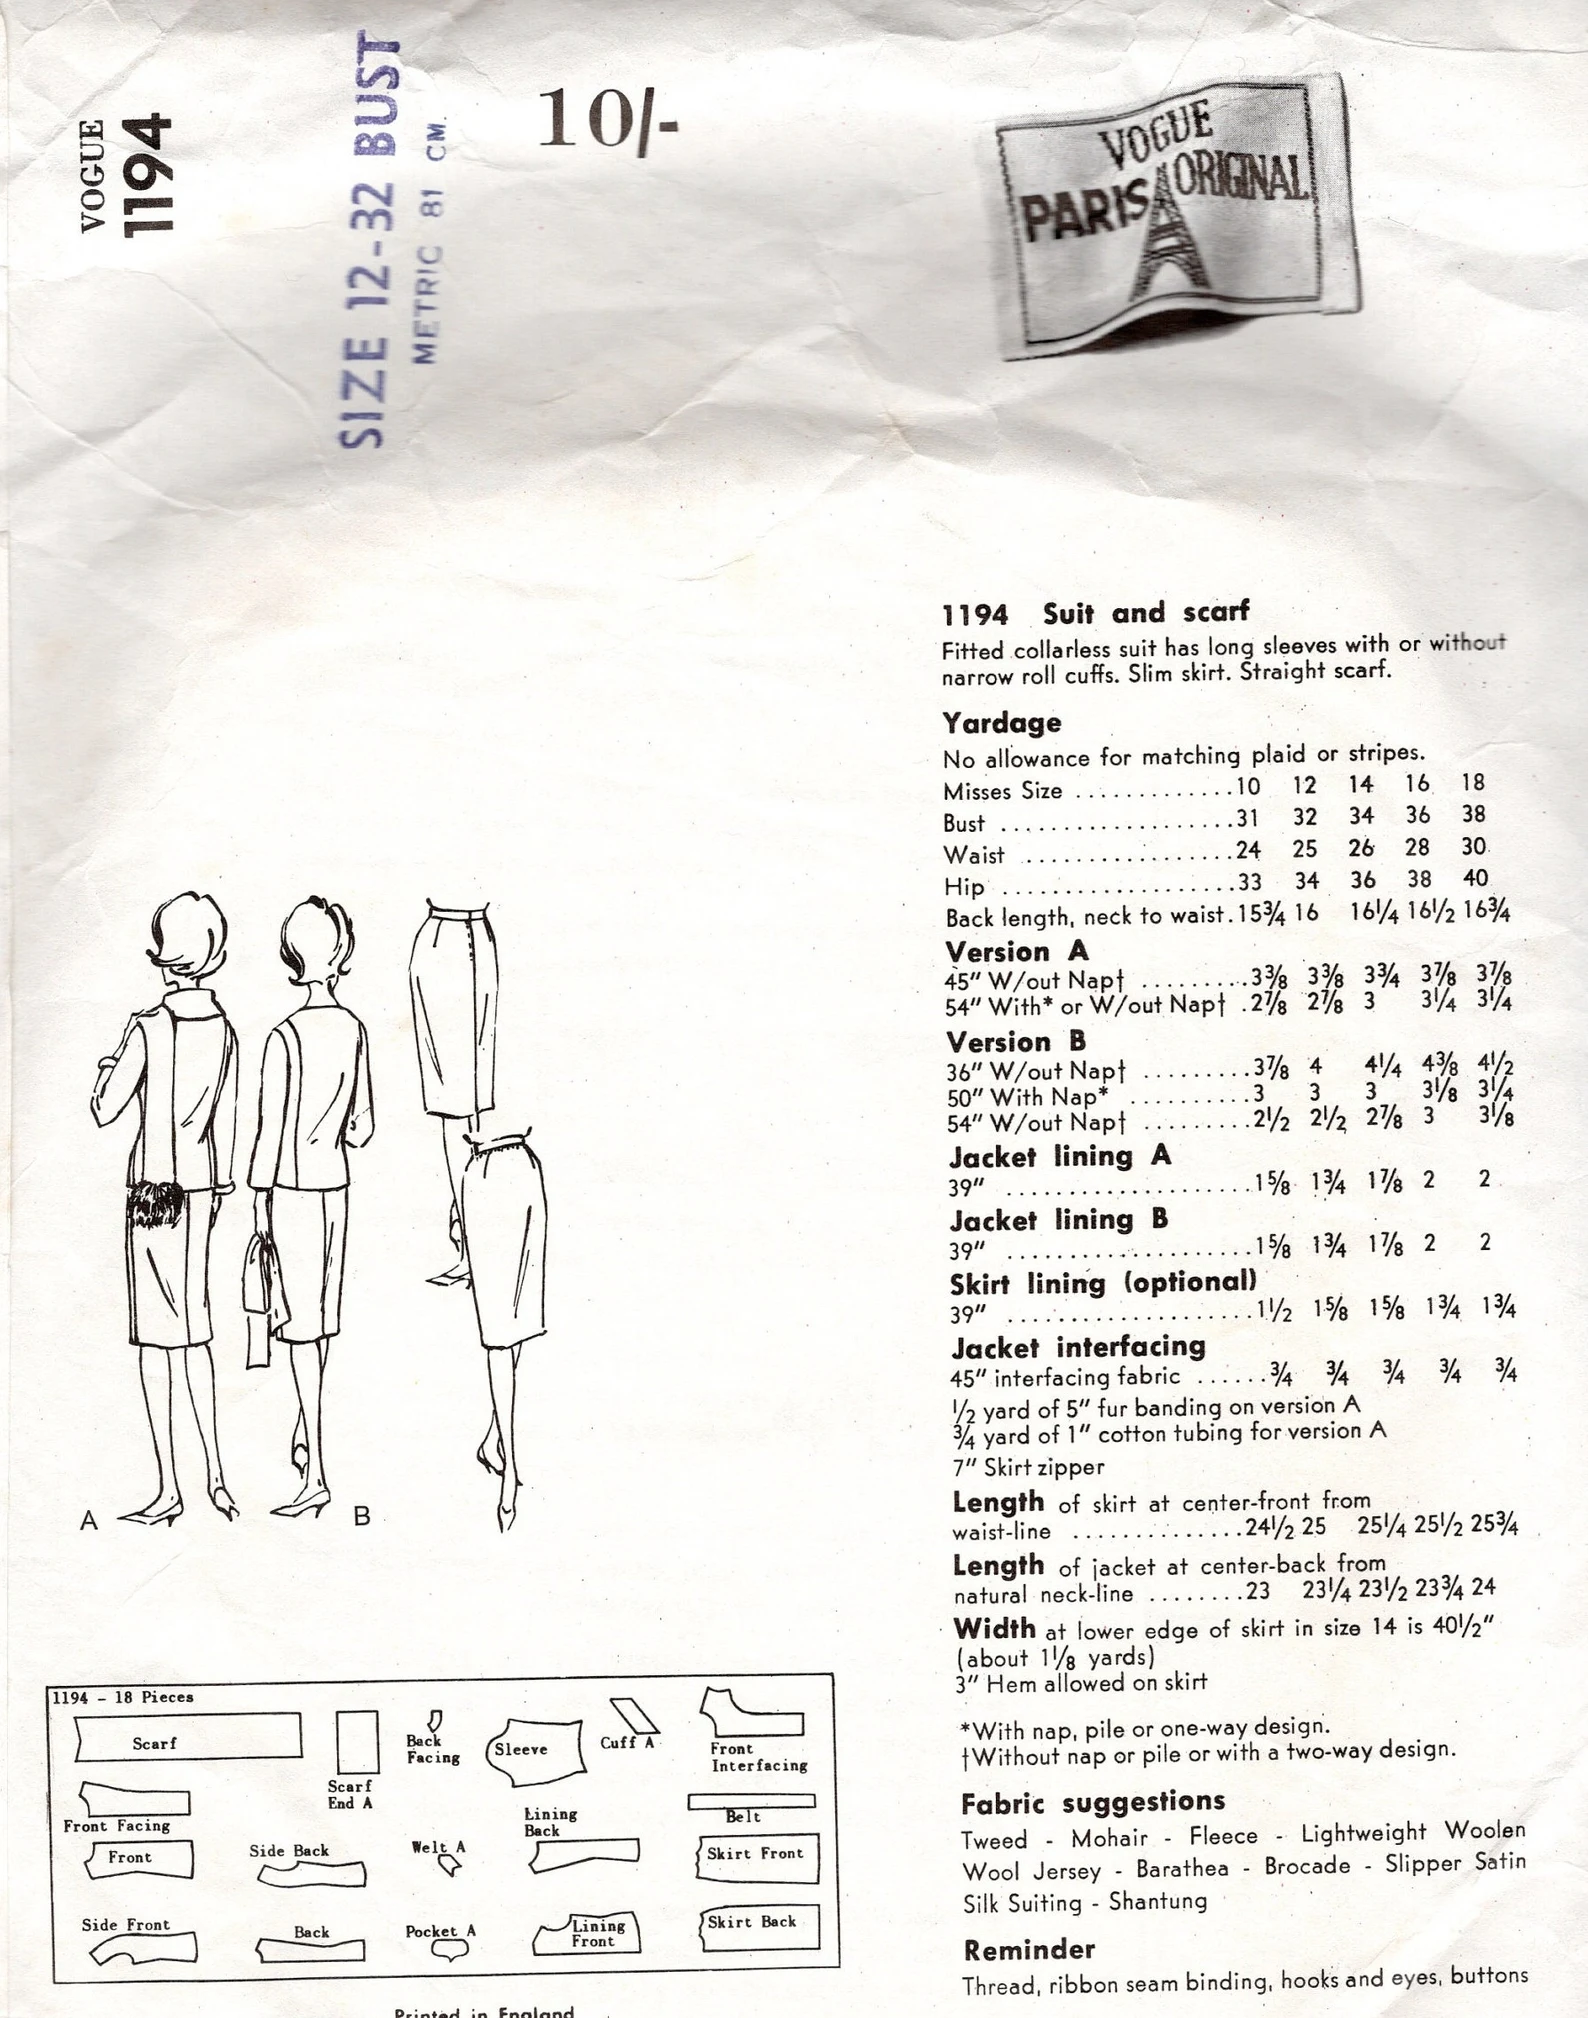 VOGUE
1194
SIZE 12-32 BUST
METRIC 81 CM.
10/-
VOGUE
PARIS ORIGINAL
1194 Suit and scarf
Fitted collarless suit has long sleeves with or without
narrow roll cuffs. Slim skirt. Straight scarf.
Yardage
No allowance for matching plaid or stripes.
Misses Size .............10 12 14 16 18
Bust ....................31 32 34 36 38
Waist ..................24 25 26 28 30
Hip ....................33 34 36 38 40
Back length, neck to waist.15¾ 16 16¼ 16½ 16¾
Version A
45" W/out Nap† ..........3⅜ 3⅜ 3¾ 3⅞ 3⅞
54" With* or W/out Nap† .2⅞ 2⅞ 3 3¼ 3¼
Version B
36" W/out Nap† .........3⅞ 4 4¼ 4⅜ 4½
50" With Nap* ..........3 3 3 3⅛ 3¼
54" W/out Nap† .........2½ 2½ 2⅞ 3 3⅛
Jacket lining A
39" .....................1⅝ 1¾ 1⅞ 2 2
Jacket lining B
39" .....................1⅝ 1¾ 1⅞ 2 2
Skirt lining (optional)
39" .....................1½ 1⅝ 1⅝ 1¾ 1¾
Jacket interfacing
45" interfacing fabric ......¾ ¾ ¾ ¾ ¾
½ yard of 5" fur banding on version A
¾ yard of 1" cotton tubing for version A
7" Skirt zipper
Length of skirt at center-front from
waist-line ..............24½ 25 25¼ 25½ 25¾
Length of jacket at center-back from
natural neck-line ........23 23¼ 23½ 23¾ 24
Width at lower edge of skirt in size 14 is 40½"
(about 1⅛ yards)
3" Hem allowed on skirt
*With nap, pile or one-way design.
†Without nap or pile or with a two-way design.
Fabric suggestions
Tweed - Mohair - Fleece - Lightweight Woolen
Wool Jersey - Barathea - Brocade - Slipper Satin
Silk Suiting - Shantung
Reminder
Thread, ribbon seam binding, hooks and eyes, buttons
A B
1194 - 18 Pieces
Scarf
Scarf
End A
Back
Facing
Sleeve
Cuff A
Front
Interfacing
Front Facing
Lining
Back
Belt
Front
Side Back
Welt A
Skirt Front
Side Front
Back
Pocket A
Lining
Front
Skirt Back
Printed in England